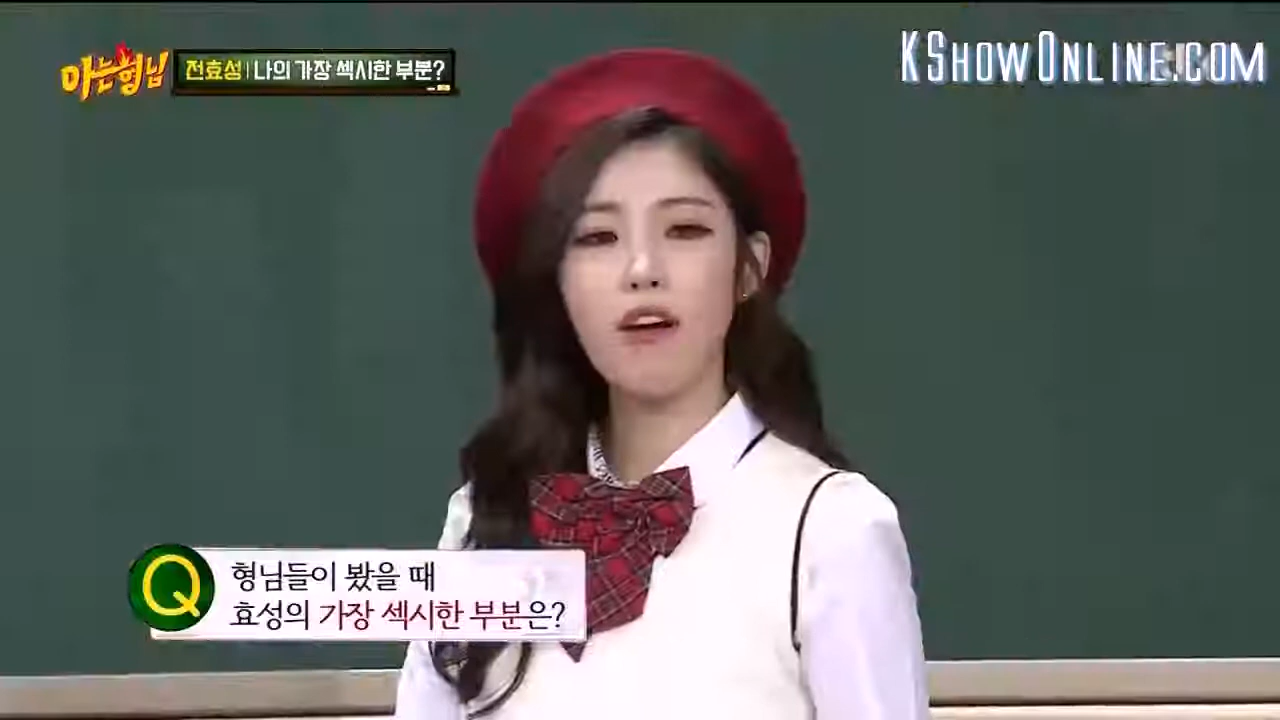 아는형님
전효성 | 나의 가장 섹시한 부분?
KSHOWONLINE.COM
Q
형님들이 봤을 때
효성의 가장 섹시한 부분은?